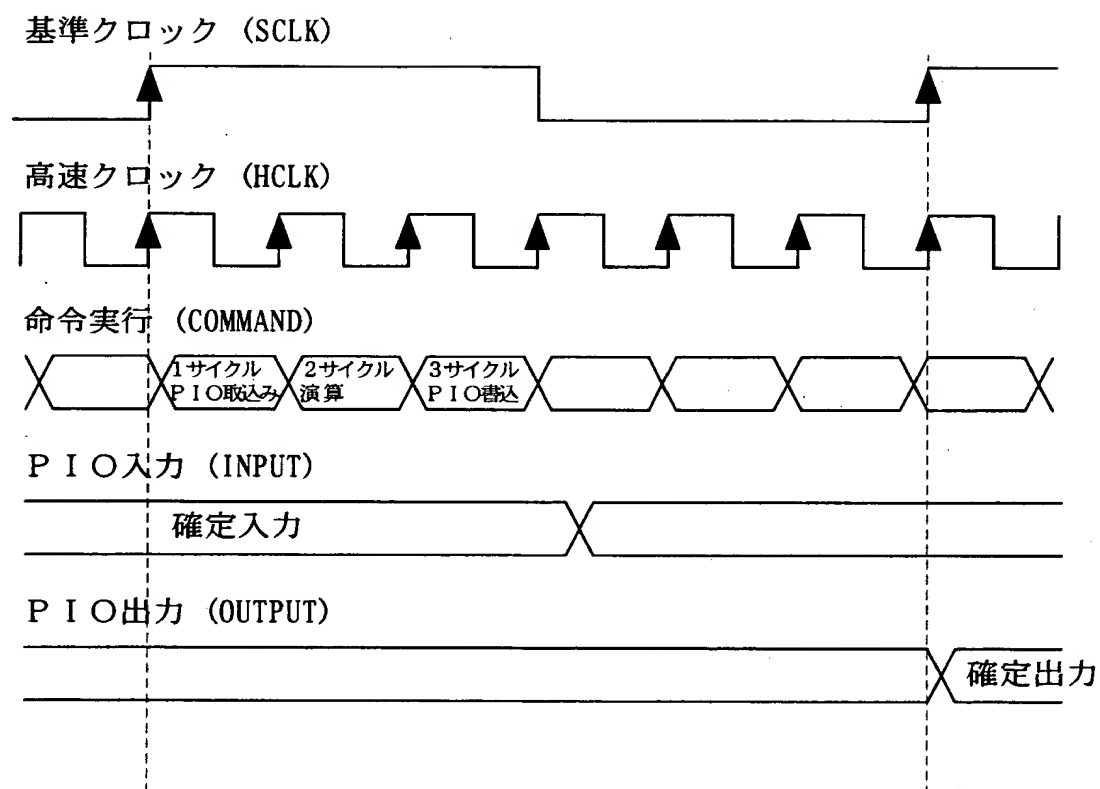 基準クロック (SCLK)
高速クロック (HCLK)
命令実行 (COMMAND)
1サイクル
PIO取込み
2サイクル
演算
3サイクル
PIO書込
PIO入力 (INPUT)
確定入力
PIO出力 (OUTPUT)
確定出力